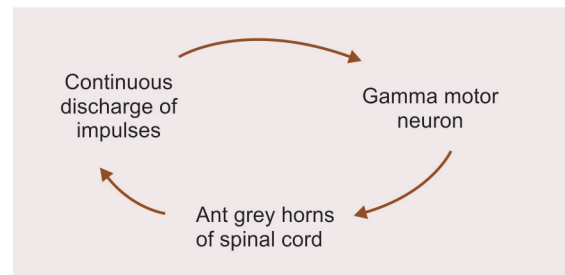 Continuous
discharge of
impulses
Gamma motor
neuron
Ant grey horns
of spinal cord